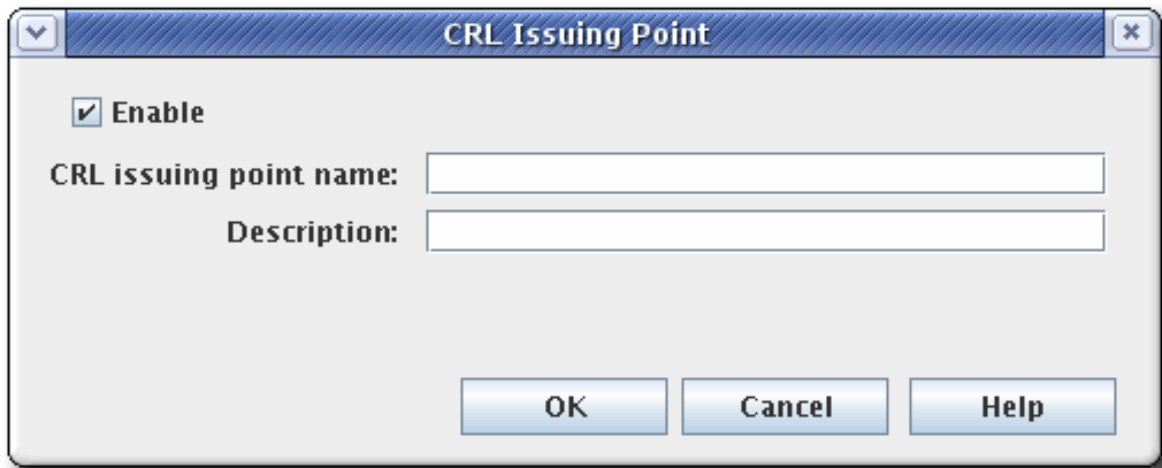 CRL Issuing Point
Enable
CRL issuing point name:
Description:
OK Cancel Help